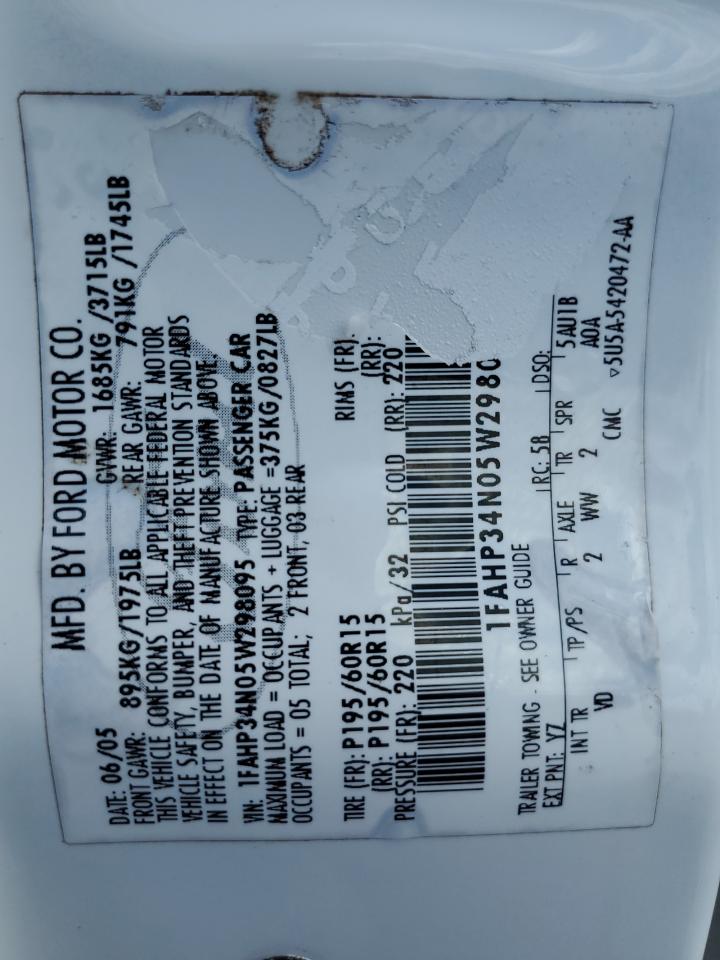 MFD. BY FORD MOTOR CO.
DATE: 06/05 GVWR: 1685KG /3715LB
FRONT GAWR: 895KG/1975LB REAR GAWR: 791KG /1745LB
THIS VEHICLE CONFORMS TO ALL APPLICABLE FEDERAL MOTOR
VEHICLE SAFETY, BUMPER, AND THEFT PREVENTION STANDARDS
IN EFFECT ON THE DATE OF MANUFACTURE SHOWN ABOVE.
VIN: 1FAHP34N05W298095 TYPE: PASSENGER CAR
MAXIMUM LOAD = OCCUPANTS + LUGGAGE =375KG/0827LB
OCCUPANTS = 05 TOTAL; 2 FRONT, 03 REAR
TIRE (FR): P195/60R15 RIMS (FR):
(RR): P195/60R15 (RR):
PRESSURE (FR): 220 kPa/32 PSI COLD (RR): 220
1FAHP34N05W2980
TRAILER TOWING - SEE OWNER GUIDE
EXT PNT: YZ RC: 58 DSO:
INT TR TP/PS R AXLE TR SPR 5AU1B
VD 2 WW 2 A0A
CMC ▿5U5A-5420472-AA